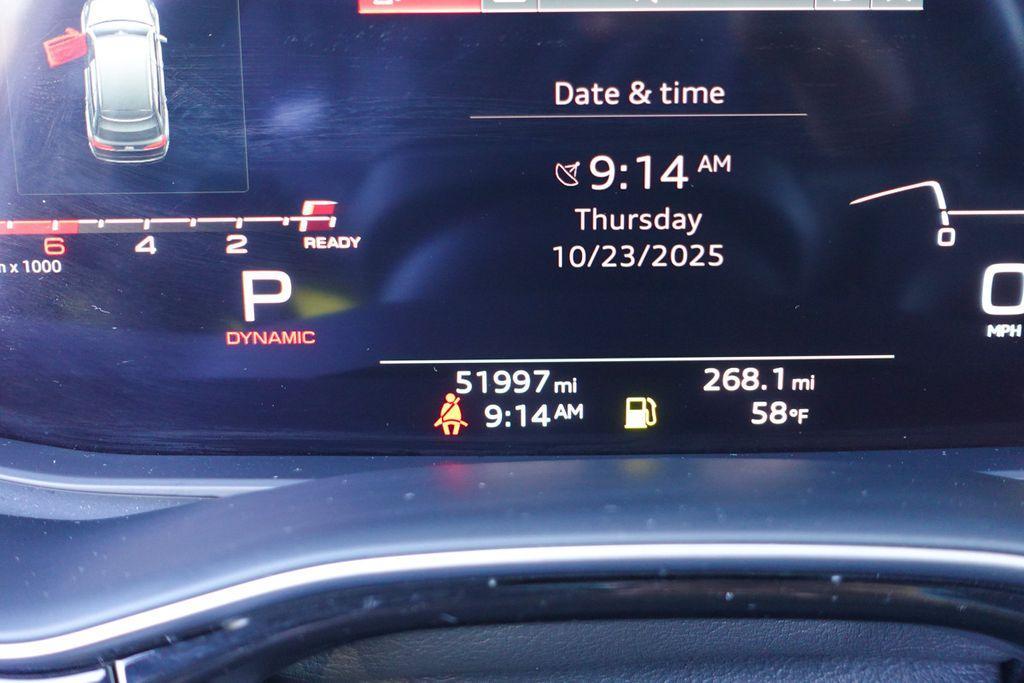 Date & time
9:14 AM
Thursday
10/23/2025
6 4 2 READY
x 1000
0
P
DYNAMIC
0
MPH
51997 mi 268.1 mi
9:14 AM 58°F